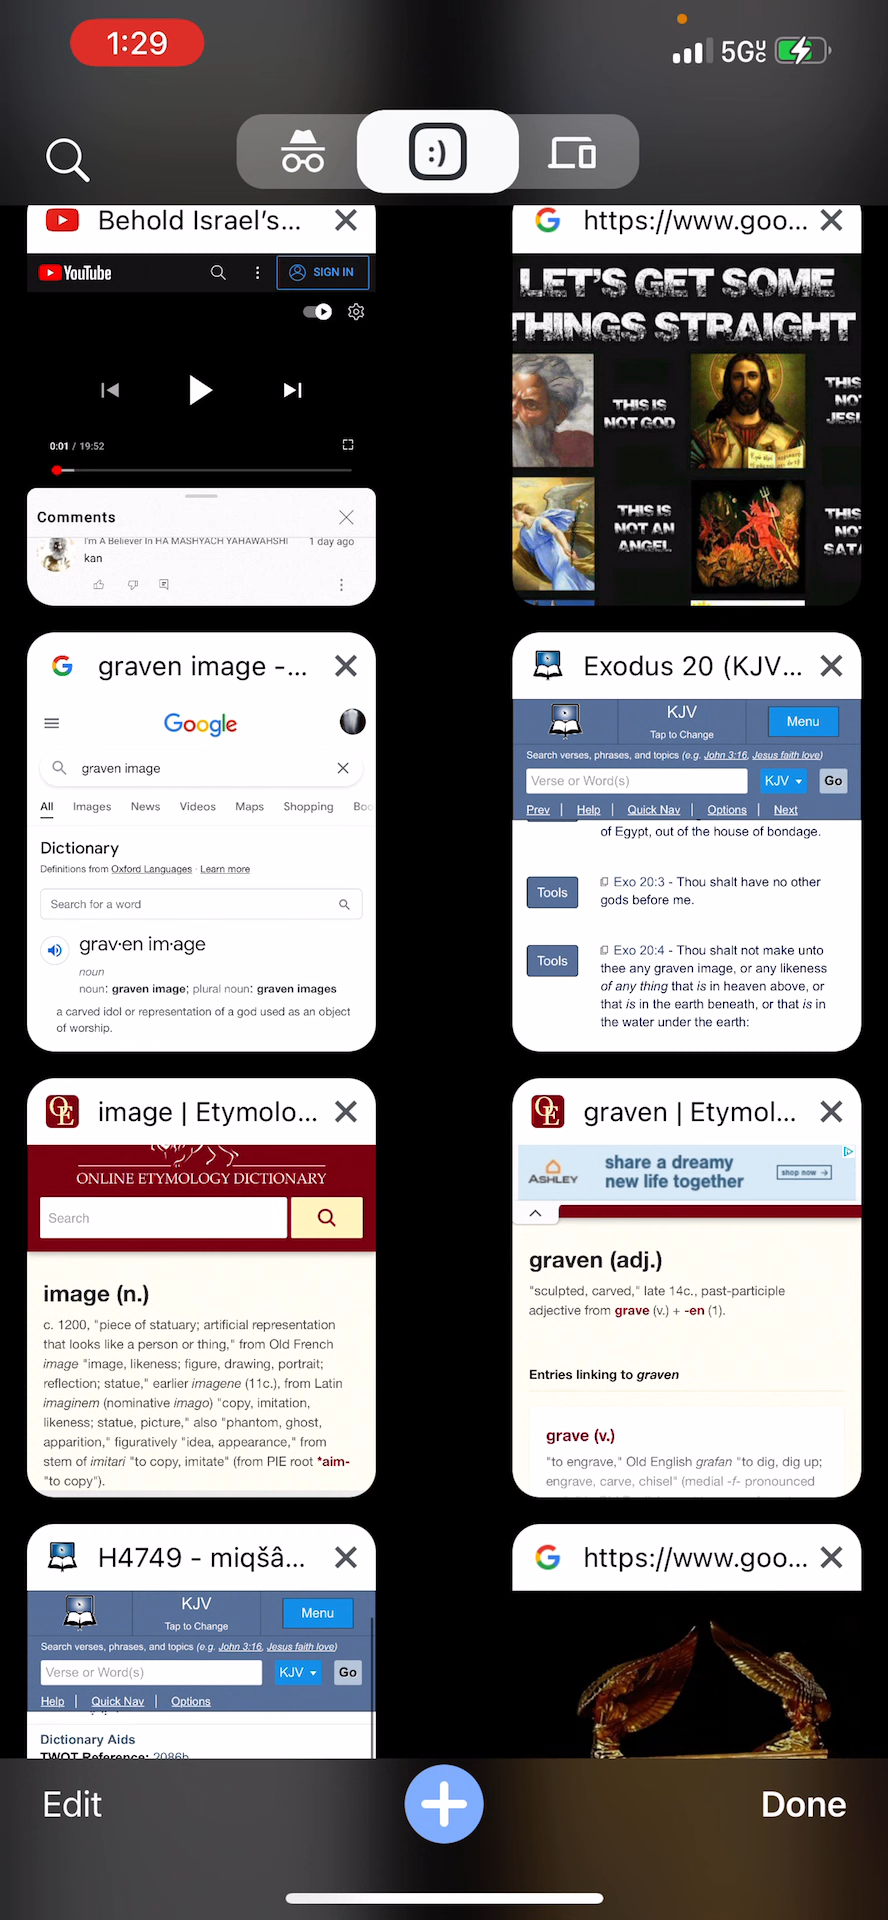 1:29
5G UC
:)
Behold Israel's...
YouTube
SIGN IN
0:01 / 19:52
Comments
I'm A Believer In HA MASHYACH YAHAWAHSHI 1 day ago
kan
https://www.goo...
LET'S GET SOME
THINGS STRAIGHT
THIS IS
NOT GOD
THIS
NOT
JESU
THIS IS
NOT AN
ANGEL
THIS
NOT
SATA
graven image -...
Google
graven image
All Images News Videos Maps Shopping Boo
Dictionary
Definitions from Oxford Languages · Learn more
Search for a word
grav·en im·age
noun
noun: graven image; plural noun: graven images
a carved idol or representation of a god used as an object
of worship.
Exodus 20 (KJV...
KJV
Tap to Change
Menu
Search verses, phrases, and topics (e.g. John 3:16, Jesus faith love)
Verse or Word(s)
KJV
Go
Prev | Help | Quick Nav | Options | Next
of Egypt, out of the house of bondage.
Tools
Exo 20:3 - Thou shalt have no other
gods before me.
Tools
Exo 20:4 - Thou shalt not make unto
thee any graven image, or any likeness
of any thing that is in heaven above, or
that is in the earth beneath, or that is in
the water under the earth:
image | Etymolo...
ONLINE ETYMOLOGY DICTIONARY
Search
image (n.)
c. 1200, "piece of statuary; artificial representation
that looks like a person or thing," from Old French
image "image, likeness; figure, drawing, portrait;
reflection; statue," earlier imagene (11c.), from Latin
imaginem (nominative imago) "copy, imitation,
likeness; statue, picture," also "phantom, ghost,
apparition," figuratively "idea, appearance," from
stem of imitari "to copy, imitate" (from PIE root *aim-
"to copy").
graven | Etymol...
ASHLEY
share a dreamy
new life together
shop now →
graven (adj.)
"sculpted, carved," late 14c., past-participle
adjective from grave (v.) + -en (1).
Entries linking to graven
grave (v.)
"to engrave," Old English grafan "to dig, dig up;
engrave, carve, chisel" (medial -f- pronounced
H4749 - miqšâ...
KJV
Tap to Change
Menu
Search verses, phrases, and topics (e.g. John 3:16, Jesus faith love)
Verse or Word(s)
KJV
Go
Help | Quick Nav | Options
Dictionary Aids
TWOT Reference: 2086b
https://www.goo...
Edit
Done